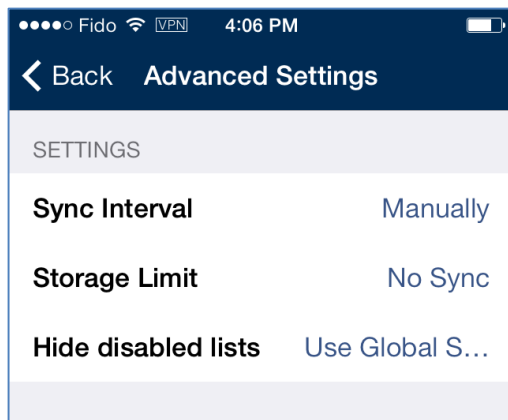 Fido VPN 4:06 PM
Back Advanced Settings
SETTINGS
Sync Interval Manually
Storage Limit No Sync
Hide disabled lists Use Global S...